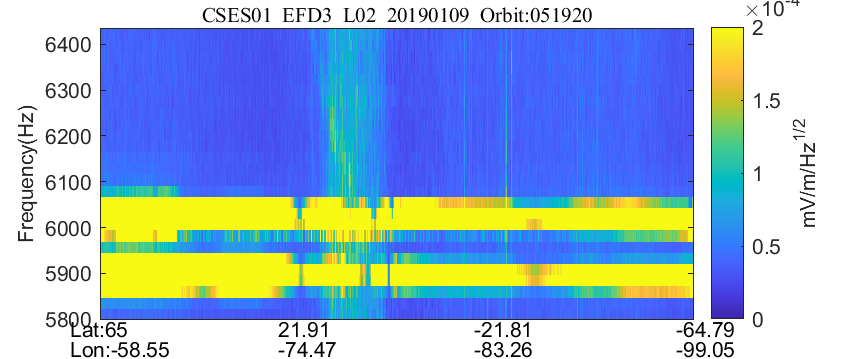 CSES01 EFD3 L02 20190109 Orbit:051920
×10⁻⁴
6400
6300
6200
6100
6000
5900
5800
Frequency(Hz)
2
1.5
1
0.5
0
mV/m/Hz^1/2
Lat:65 21.91 -21.81 -64.79
Lon:-58.55 -74.47 -83.26 -99.05